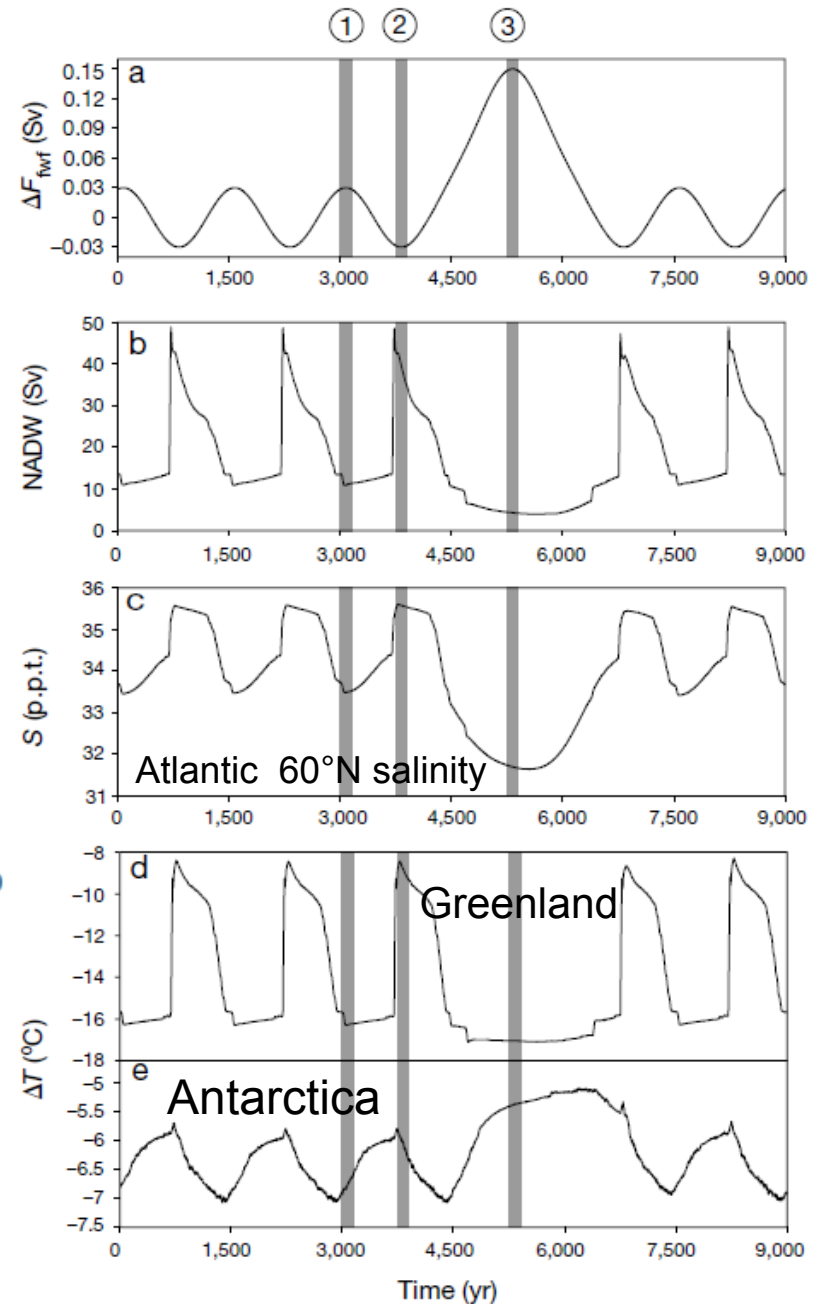 ① ② ③
a
ΔF_fwf (Sv)
0.15
0.12
0.09
0.06
0.03
0
−0.03
0 1,500 3,000 4,500 6,000 7,500 9,000
b
NADW (Sv)
50
40
30
20
10
0
0 1,500 3,000 4,500 6,000 7,500 9,000
c
S (p.p.t.)
36
35
34
33
32
31
Atlantic 60°N salinity
0 1,500 3,000 4,500 6,000 7,500 9,000
d
Greenland
−8
−10
−12
−14
−16
−18
ΔT (ºC)
e
Antarctica
−5
−5.5
−6
−6.5
−7
−7.5
0 1,500 3,000 4,500 6,000 7,500 9,000
Time (yr)